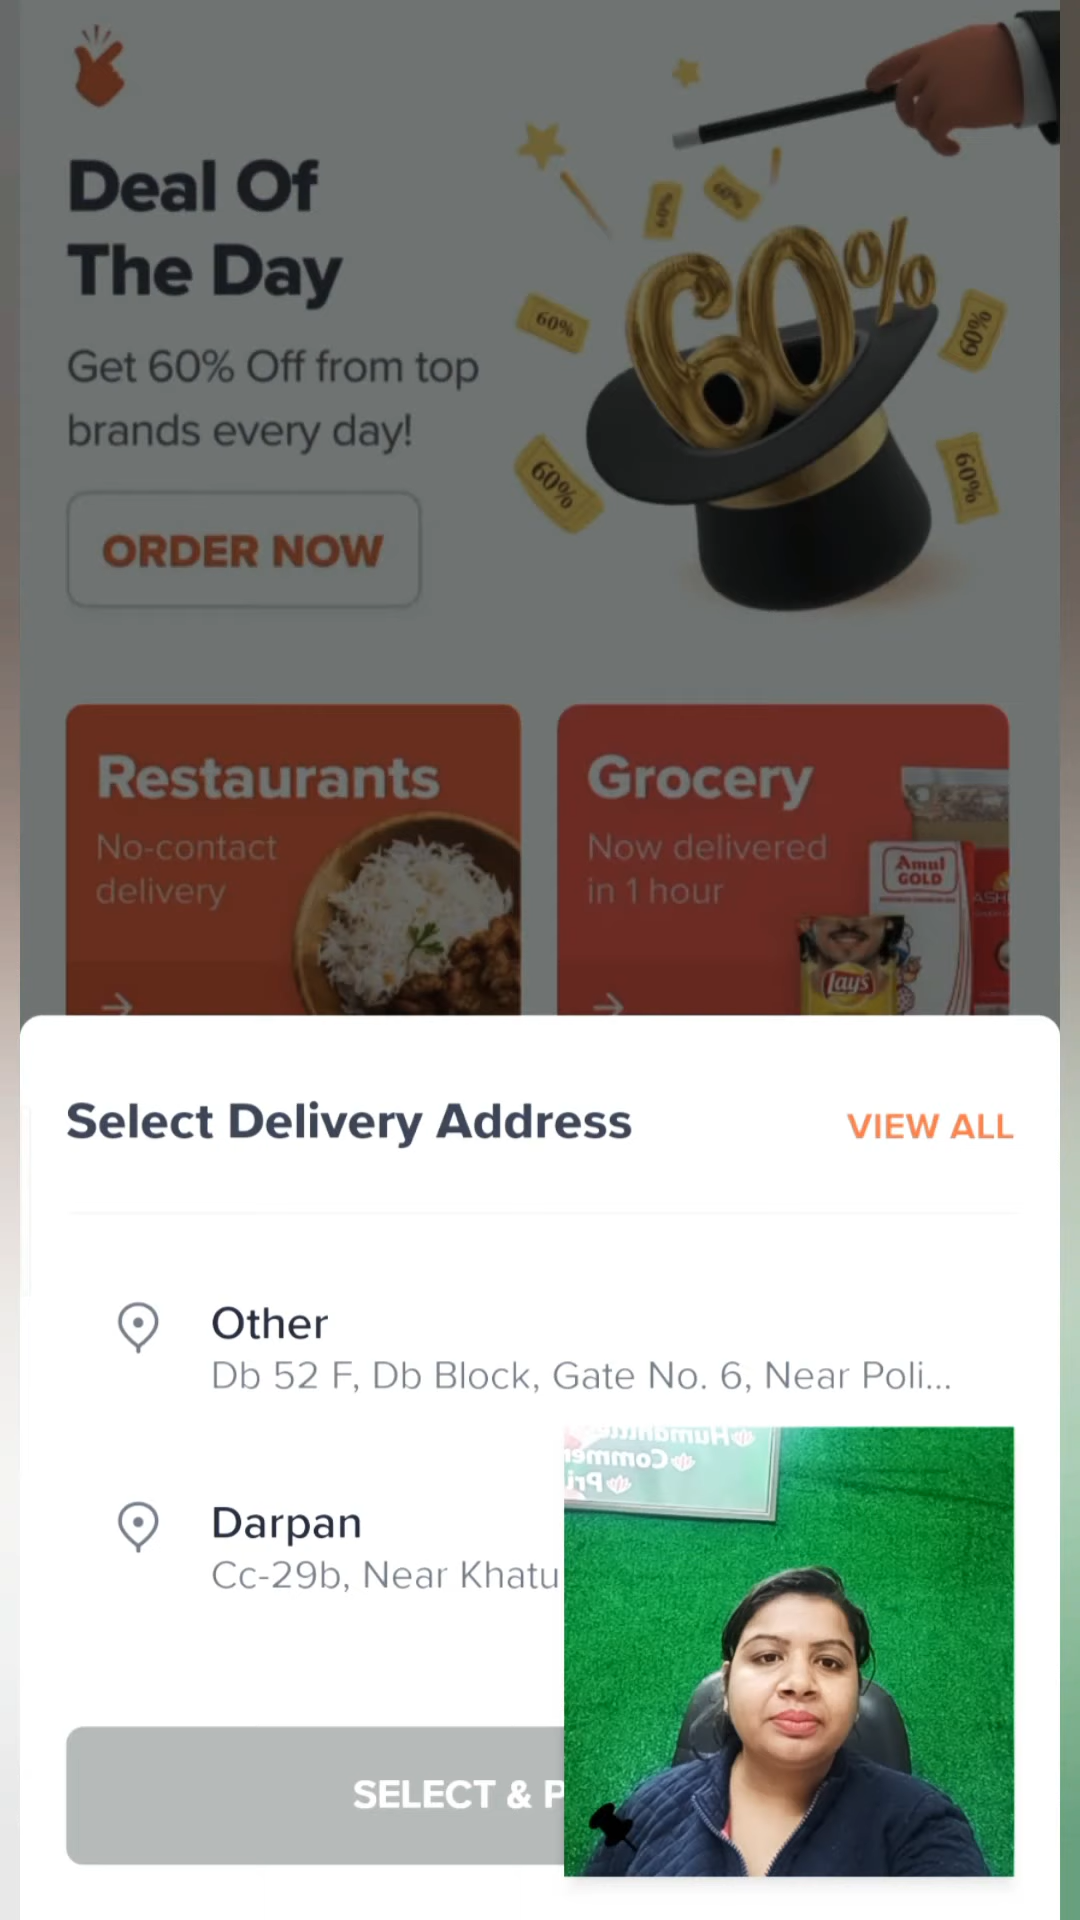 Deal Of
The Day
Get 60% Off from top
brands every day!
ORDER NOW
60%
60%
60%
60%
60%
60%
60%
Restaurants
No-contact
delivery
Grocery
Now delivered
in 1 hour
Amul
GOLD
Lay's
Select Delivery Address
VIEW ALL
Other
Db 52 F, Db Block, Gate No. 6, Near Poli...
Darpan
Cc-29b, Near Khatu
SELECT & P